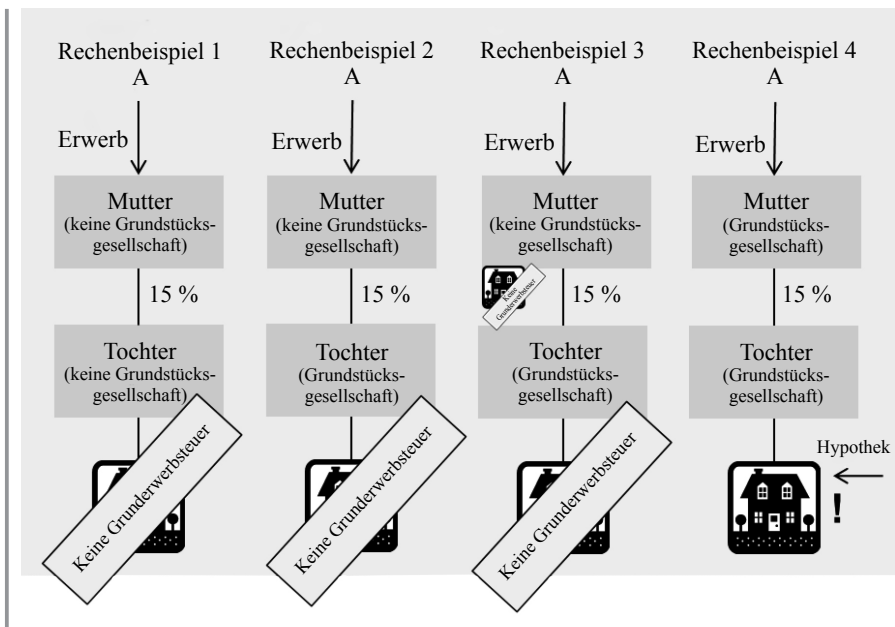 Rechenbeispiel 1
A
Erwerb
Mutter
(keine Grundstücks-
gesellschaft)
15 %
Tochter
(keine Grundstücks-
gesellschaft)
Keine Grunderwerbsteuer
Rechenbeispiel 2
A
Erwerb
Mutter
(keine Grundstücks-
gesellschaft)
15 %
Tochter
(Grundstücks-
gesellschaft)
Keine Grunderwerbsteuer
Rechenbeispiel 3
A
Erwerb
Mutter
(keine Grundstücks-
gesellschaft)
Keine
Grunderwerbsteuer
15 %
Tochter
(Grundstücks-
gesellschaft)
Keine Grunderwerbsteuer
Rechenbeispiel 4
A
Erwerb
Mutter
(Grundstücks-
gesellschaft)
15 %
Tochter
(Grundstücks-
gesellschaft)
Hypothek
!